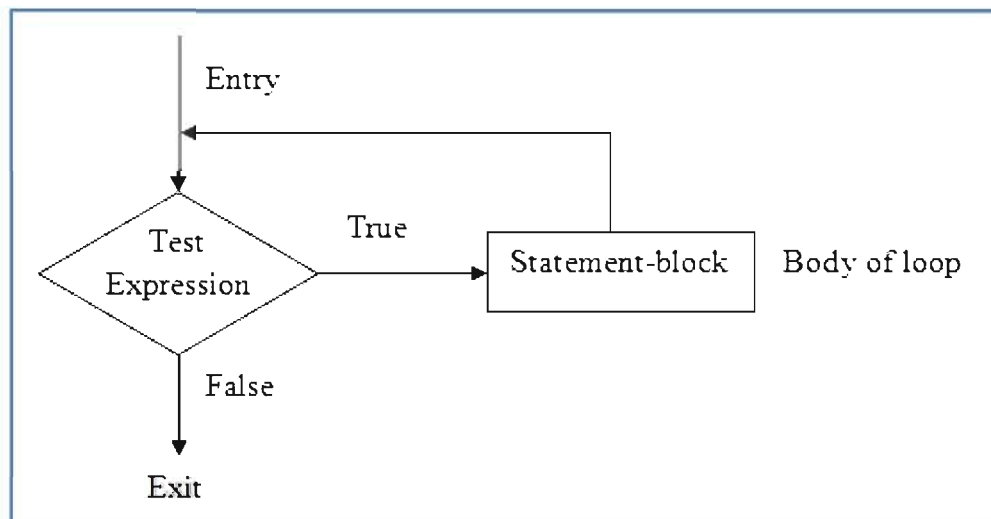 Entry
True
Test
Expression
Statement-block
Body of loop
False
Exit